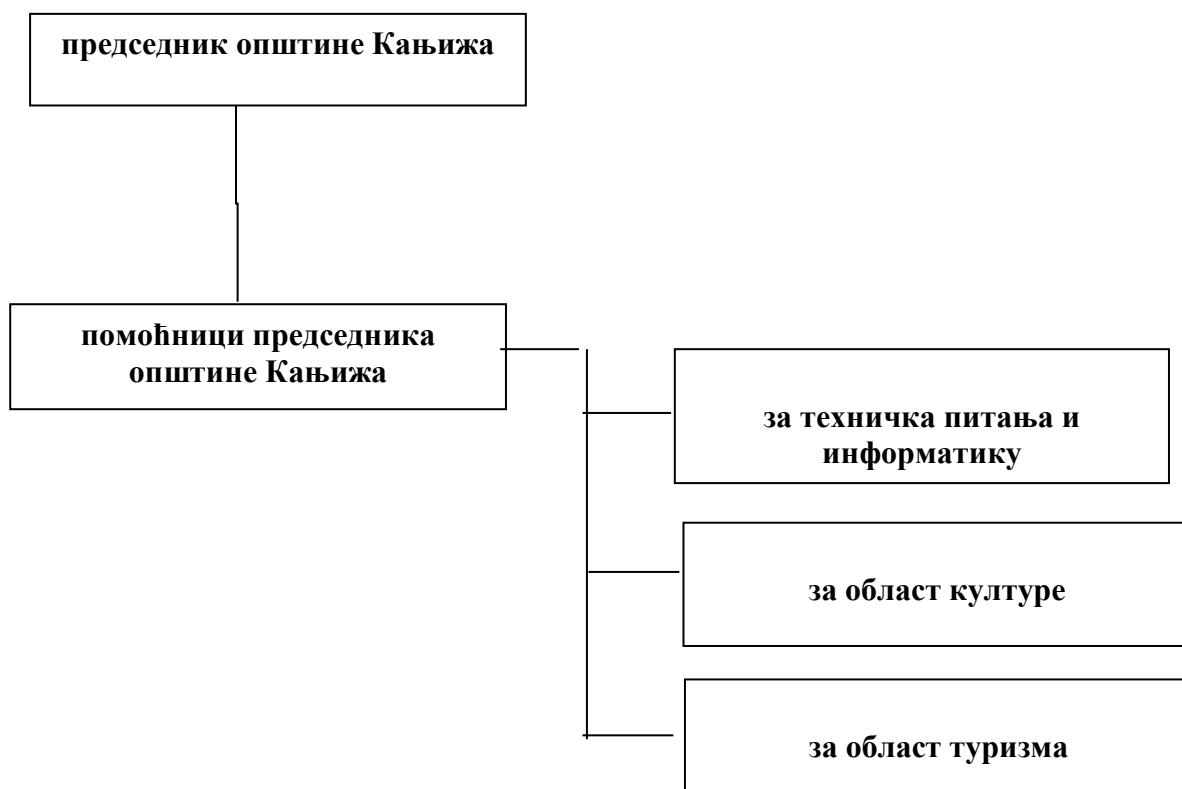 председник општине Кањижа
помоћници председника
општине Кањижа
за техничка питања и
информатику
за област културе
за област туризма